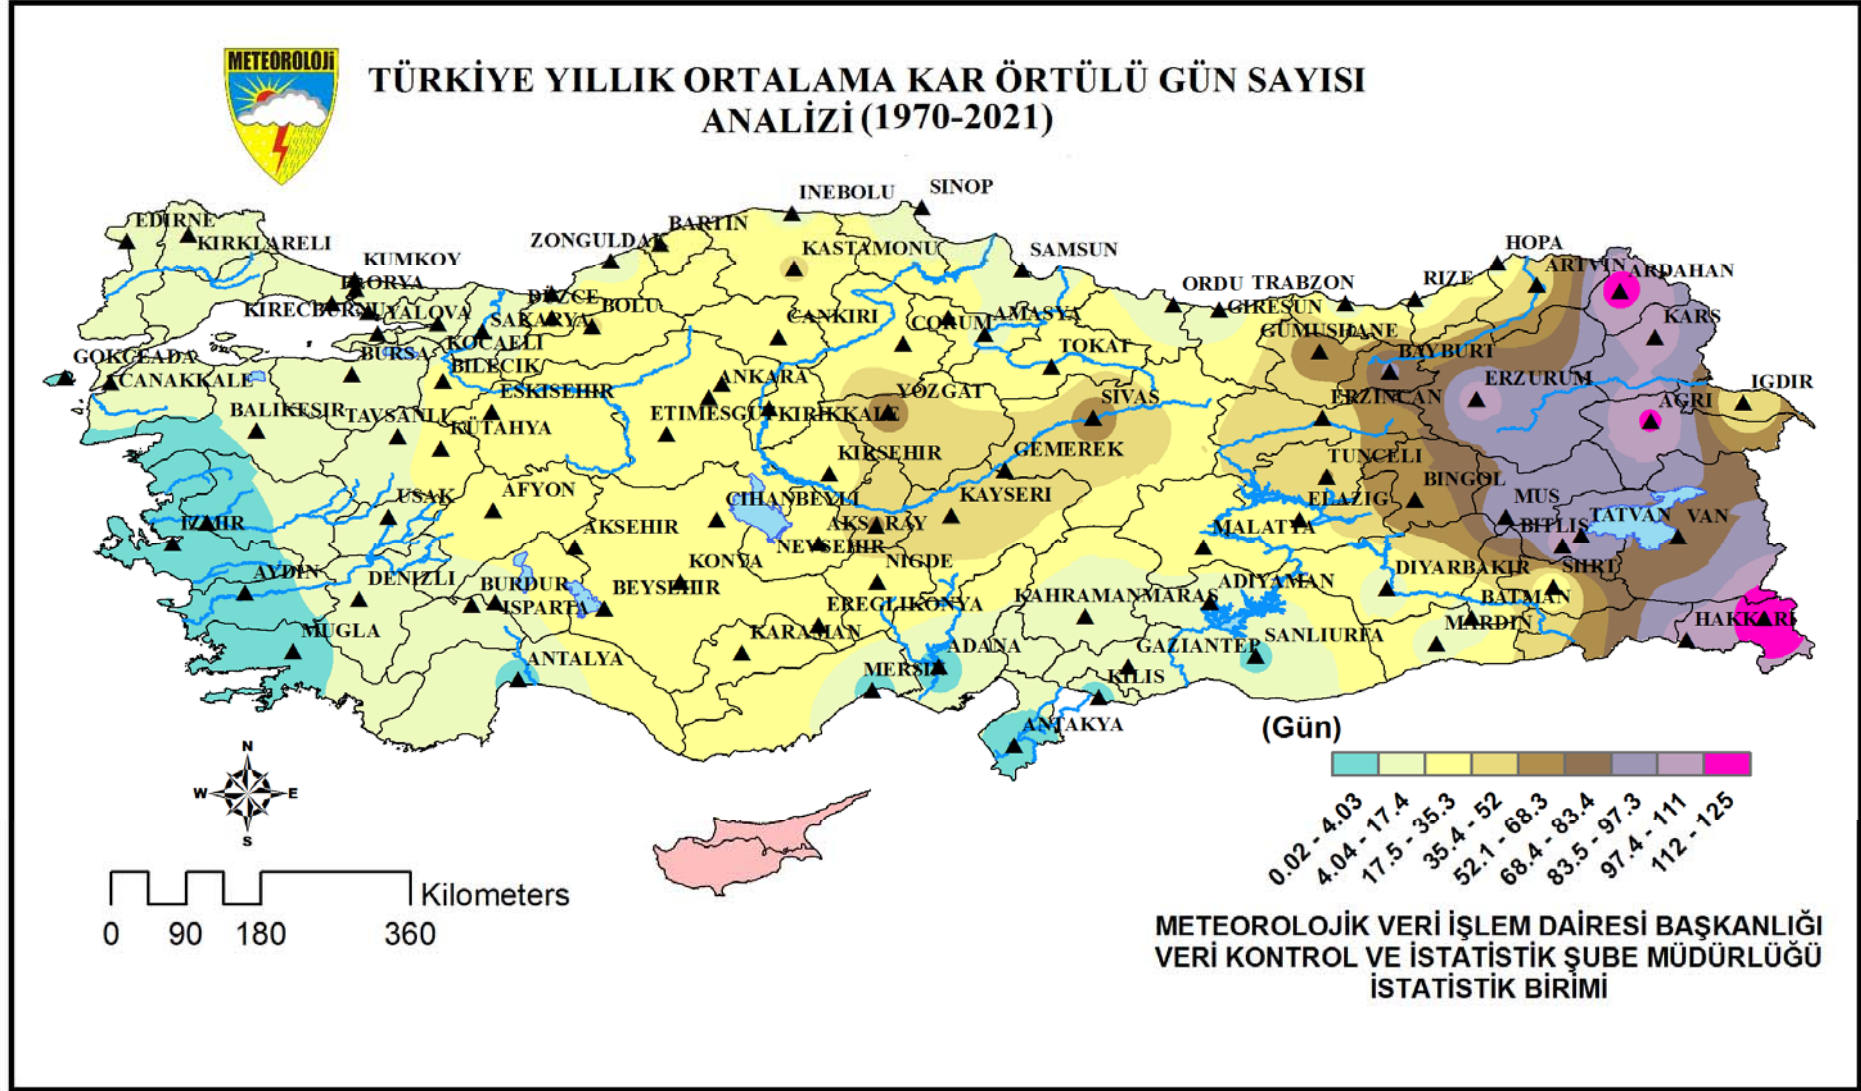 METEOROLOJİ
TÜRKİYE YILLIK ORTALAMA KAR ÖRTÜLÜ GÜN SAYISI
ANALİZİ (1970-2021)
INEBOLU
SINOP
EDIRNE
KIRKLARELI
BARTIN
ZONGULDAK
KASTAMONU
SAMSUN
HOPA
KUMKOY
ARTVIN
ARDAHAN
FLORYA
ORDU
TRABZON
RIZE
KIRECBURNU
YALOVA
DÜZCE
BOLU
GIRESUN
SAKARYA
CANKIRI
CORUM
AMASYA
KARS
KOCAELI
GÜMUSHANE
GOKCEADA
BURSA
TOKAT
BAYBURT
CANAKKALE
BILECIK
ANKARA
ERZURUM
IGDIR
ESKISEHIR
YOZGAT
SIVAS
ERZINCAN
AGRI
BALIKESIR
TAVSANLI
ETIMESGUT
KIRIKKALE
KÜTAHYA
KIRSEHIR
GEMEREK
TUNCELI
BINGOL
USAK
AFYON
CIHANBEYLI
KAYSERI
ELAZIG
MUS
IZMIR
AKSEHIR
AKSARAY
MALATYA
BITLIS
TATVAN
VAN
NEVSEHIR
KONYA
NIGDE
DIYARBAKIR
SIIRT
AYDIN
DENIZLI
BURDUR
BEYSEHIR
ADIYAMAN
ISPARTA
EREGLIKONYA
KAHRAMANMARAS
BATMAN
MUGLA
KARAMAN
ADANA
GAZIANTEP
SANLIURFA
MARDIN
HAKKARI
ANTALYA
MERSIN
KILIS
ANTAKYA
(Gün)
N
W
E
S
0.02 - 4.03
4.04 - 17.4
17.5 - 35.3
35.4 - 52
52.1 - 68.3
68.4 - 83.4
83.5 - 97.3
97.4 - 111
112 - 125
Kilometers
0 90 180 360
METEOROLOJİK VERİ İŞLEM DAİRESİ BAŞKANLIĞI
VERİ KONTROL VE İSTATİSTİK ŞUBE MÜDÜRLÜĞÜ
İSTATİSTİK BİRİMİ